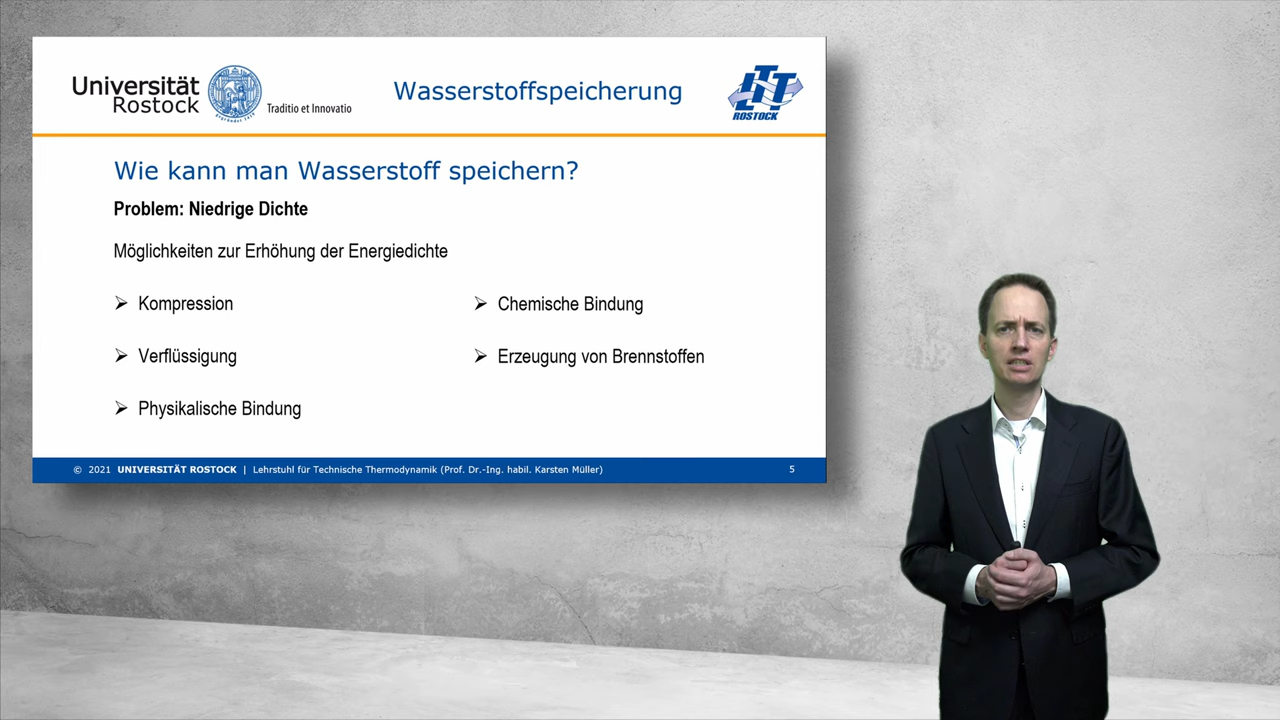 Universität
Rostock
Traditio et Innovatio
Wasserstoffspeicherung
ITT
ROSTOCK
Wie kann man Wasserstoff speichern?
Problem: Niedrige Dichte
Möglichkeiten zur Erhöhung der Energiedichte
➢ Kompression
➢ Verflüssigung
➢ Physikalische Bindung
➢ Chemische Bindung
➢ Erzeugung von Brennstoffen
© 2021 UNIVERSITÄT ROSTOCK | Lehrstuhl für Technische Thermodynamik (Prof. Dr.-Ing. habil. Karsten Müller) 5